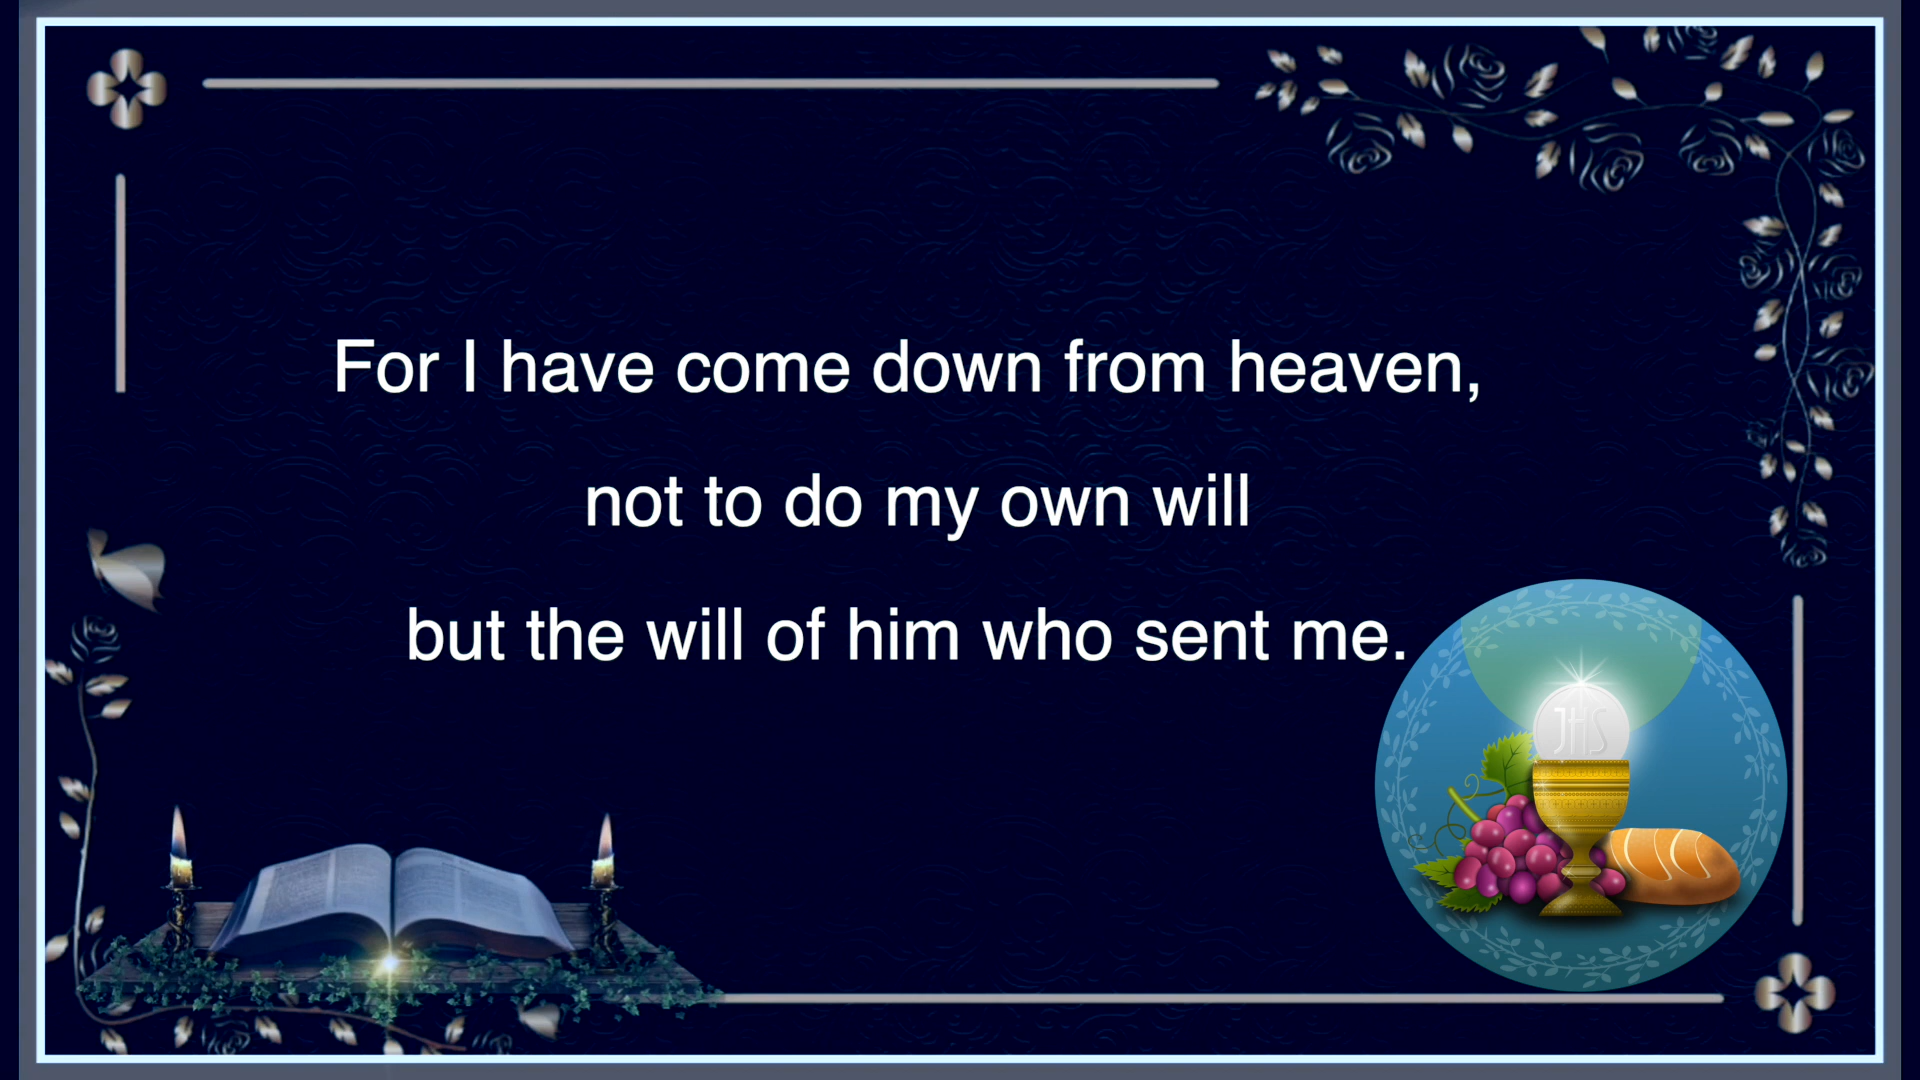 For I have come down from heaven,
not to do my own will
but the will of him who sent me.
JHS